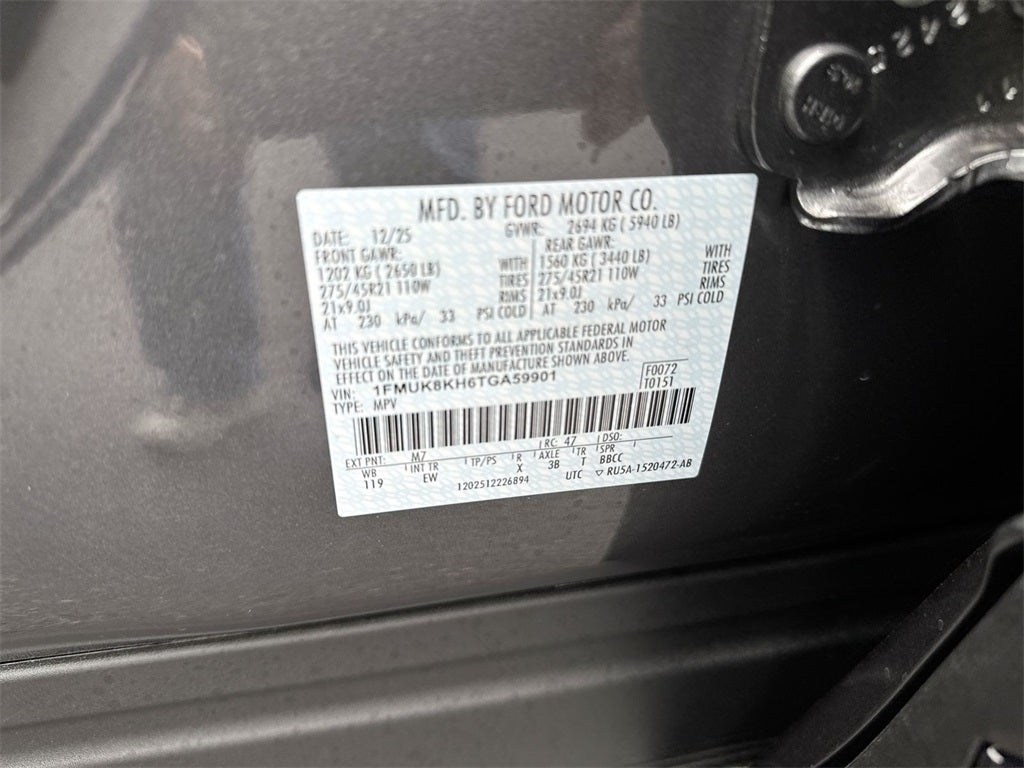 MFD. BY FORD MOTOR CO.
DATE: 12/25 GVWR: 2694 KG ( 5940 LB)
FRONT GAWR: REAR GAWR:
1202 KG ( 2650 LB) WITH 1560 KG ( 3440 LB) WITH
275/45R21 110W TIRES 275/45R21 110W TIRES
21x9.0J RIMS 21x9.0J RIMS
AT 230 kPa/ 33 PSI COLD AT 230 kPa/ 33 PSI COLD
THIS VEHICLE CONFORMS TO ALL APPLICABLE FEDERAL MOTOR
VEHICLE SAFETY AND THEFT PREVENTION STANDARDS IN
EFFECT ON THE DATE OF MANUFACTURE SHOWN ABOVE.
VIN: 1FMUK8KH6TGA59901 F0072
TYPE: MPV T0151
EXT PNT: M7 RC: 47 DSO:
WB INT TR TP/PS R AXLE TR SPR
119 EW X 3B T BBCC
1202512226894 UTC RU5A-1520472-AB